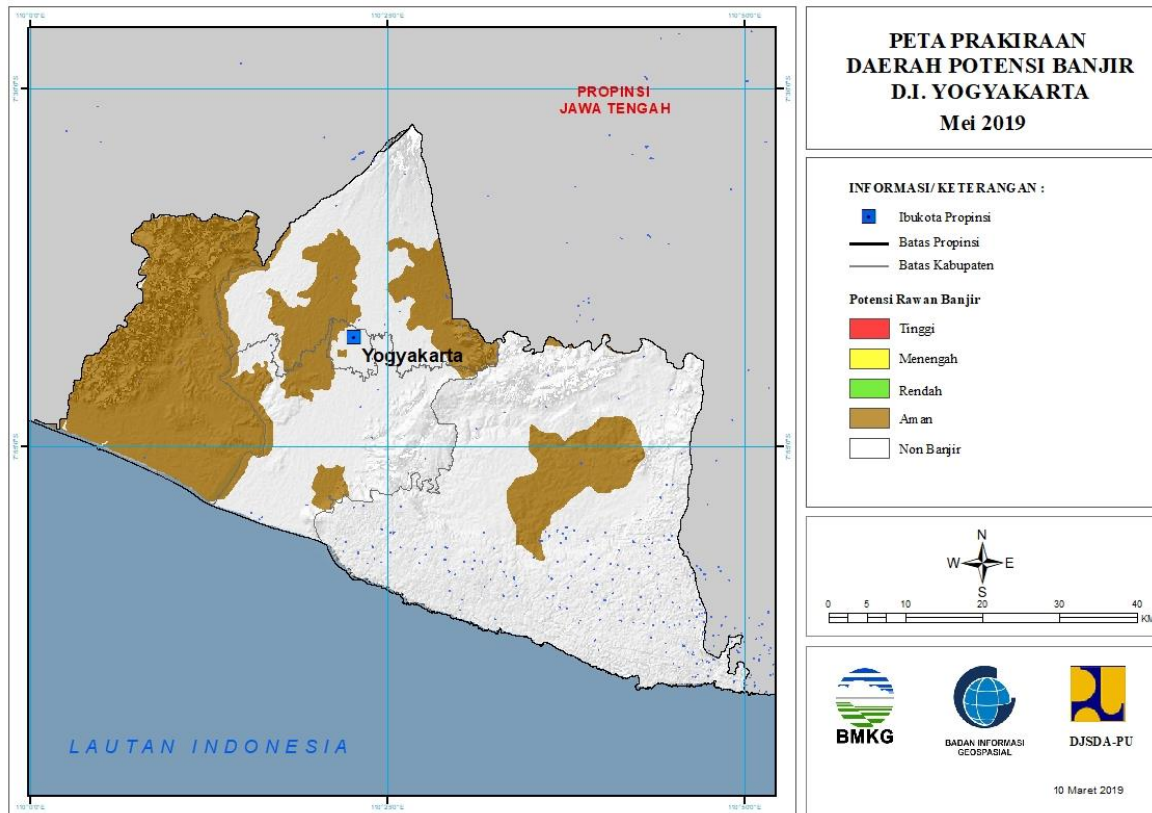 PETA PRAKIRAAN
DAERAH POTENSI BANJIR
D.I. YOGYAKARTA
Mei 2019
PROPINSI
JAWA TENGAH
Yogyakarta
LAUTAN INDONESIA
INFORMASI/ KETERANGAN :
Ibukota Propinsi
Batas Propinsi
Batas Kabupaten
Potensi Rawan Banjir
Tinggi
Menengah
Rendah
Aman
Non Banjir
N
W E
S
0 5 10 20 30 40
KM
BMKG
BADAN INFORMASI
GEOSPASIAL
DJSDA-PU
10 Maret 2019